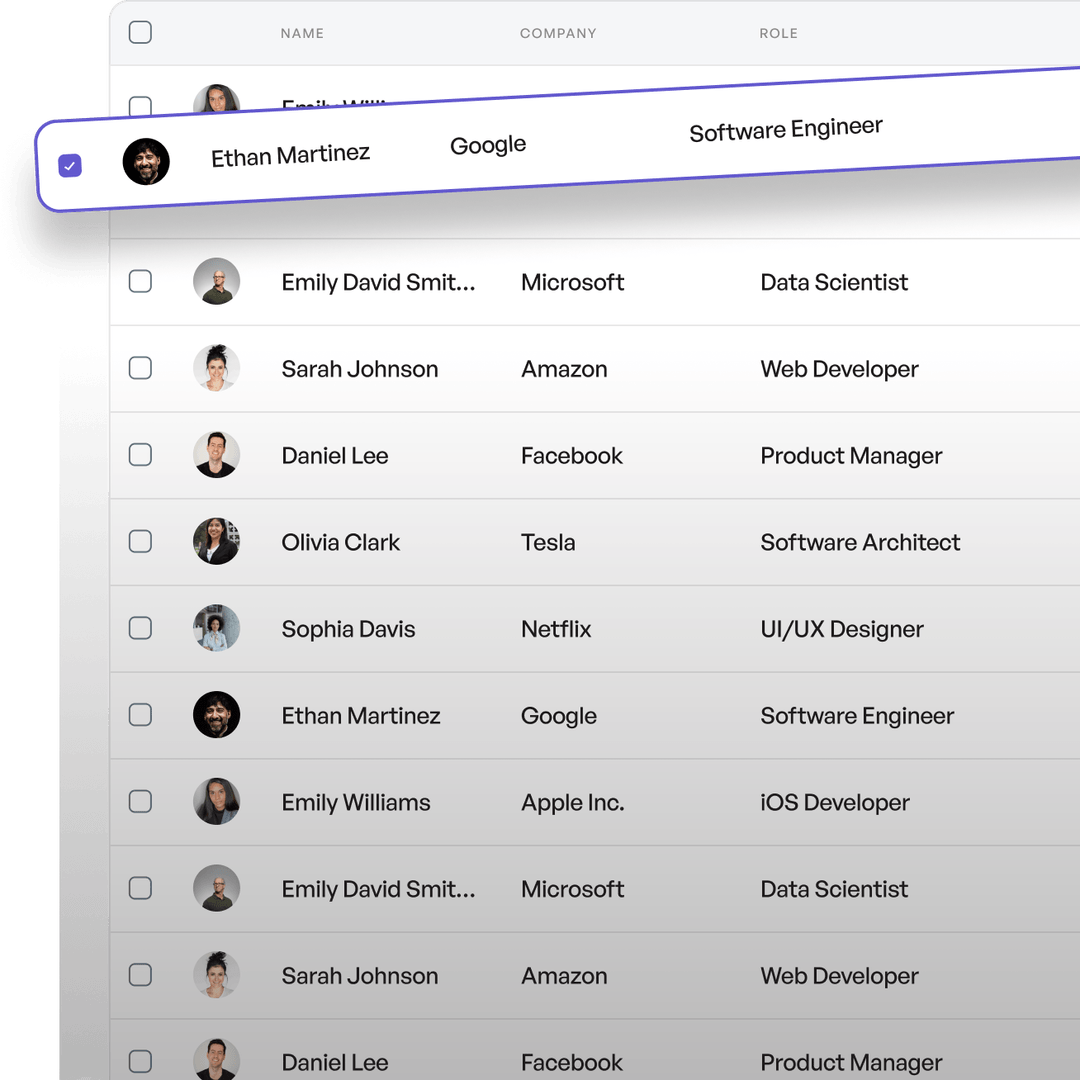 NAME COMPANY ROLE
Emily Willi
Ethan Martinez Google Software Engineer
Emily David Smit... Microsoft Data Scientist
Sarah Johnson Amazon Web Developer
Daniel Lee Facebook Product Manager
Olivia Clark Tesla Software Architect
Sophia Davis Netflix UI/UX Designer
Ethan Martinez Google Software Engineer
Emily Williams Apple Inc. iOS Developer
Emily David Smit... Microsoft Data Scientist
Sarah Johnson Amazon Web Developer
Daniel Lee Facebook Product Manager